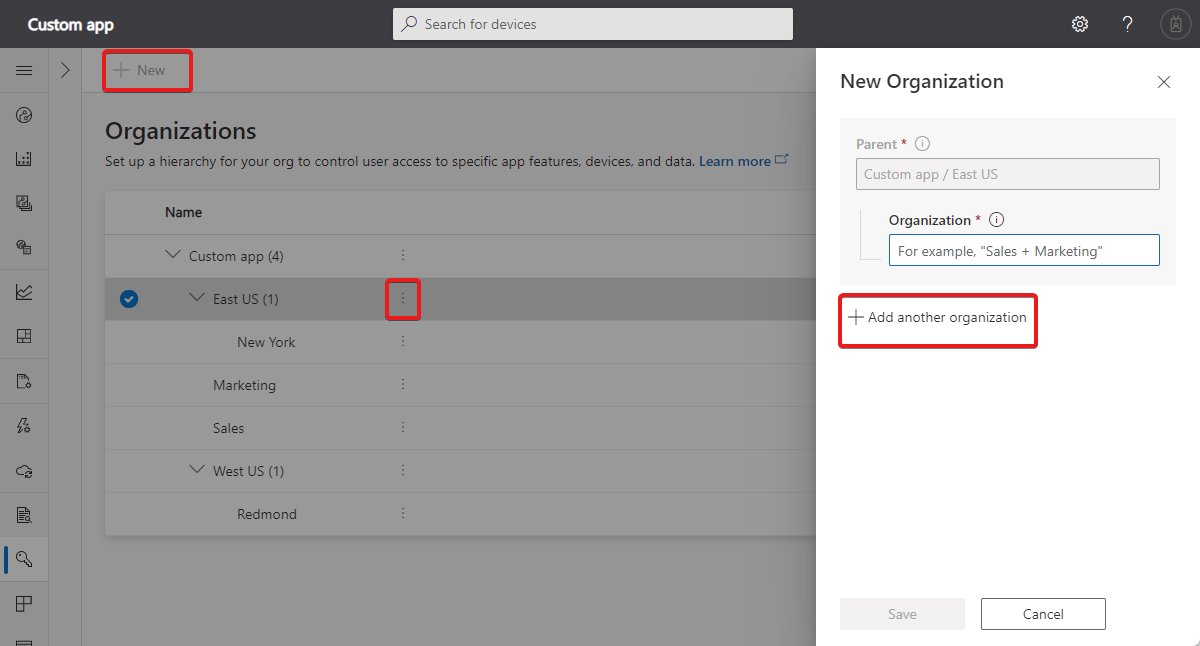 Custom app
Search for devices
?
New
Organizations
Set up a hierarchy for your org to control user access to specific app features, devices, and data. Learn more
Name
Custom app (4)
East US (1)
New York
Marketing
Sales
West US (1)
Redmond
New Organization
Parent *
Custom app / East US
Organization *
For example, "Sales + Marketing"
Add another organization
Save
Cancel